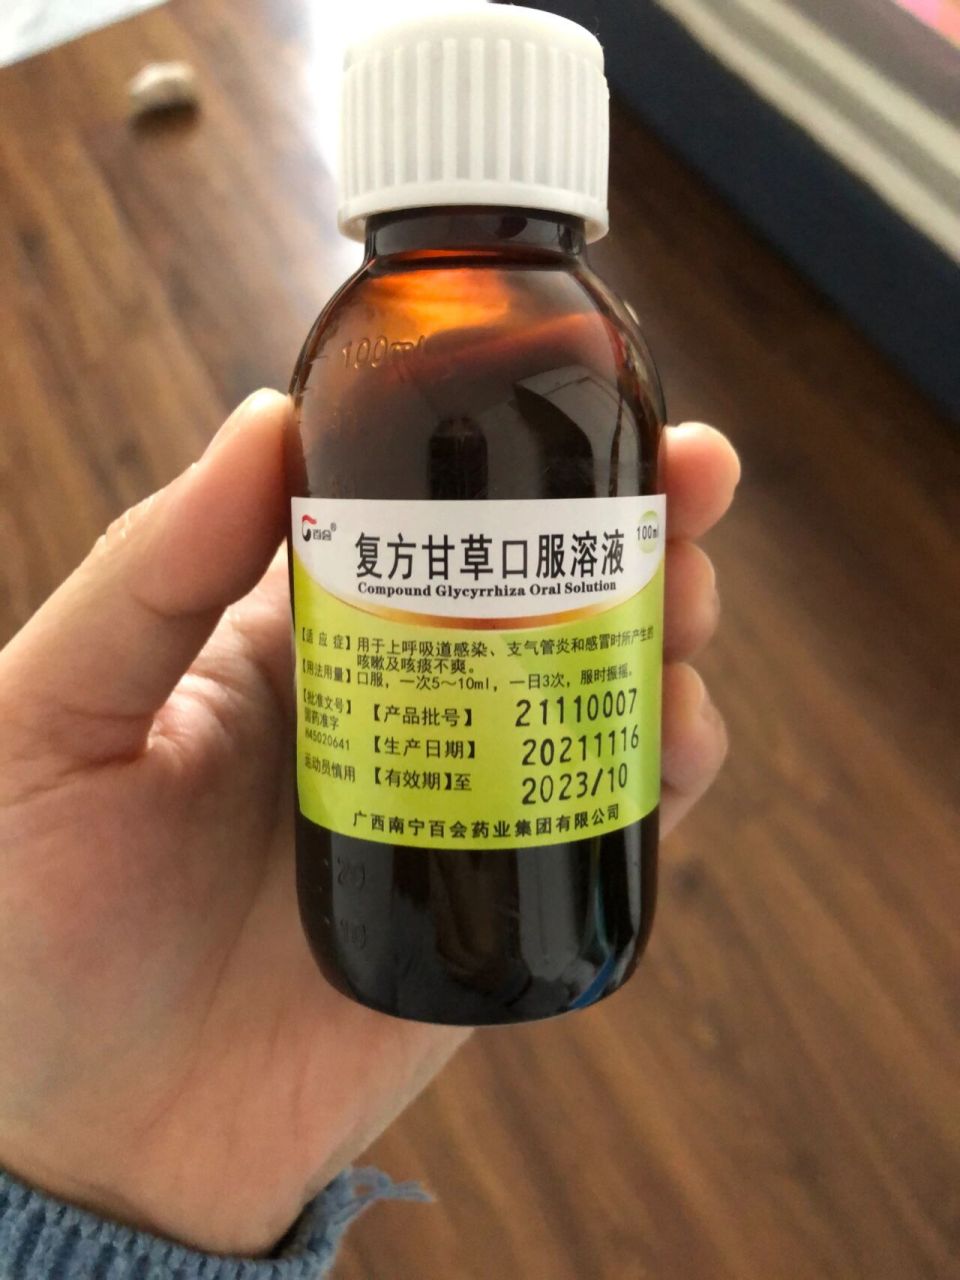 100ml
百会®
100ml
复方甘草口服溶液
Compound Glycyrrhiza Oral Solution
【适应症】用于上呼吸道感染、支气管炎和感冒时所产生的
咳嗽及咳痰不爽。
【用法用量】口服，一次5～10ml，一日3次，服时振摇。
【批准文号】
国药准字
H45020641
运动员慎用
【产品批号】 21110007
【生产日期】 20211116
【有效期】至 2023/10
广西南宁百会药业集团有限公司
20
10